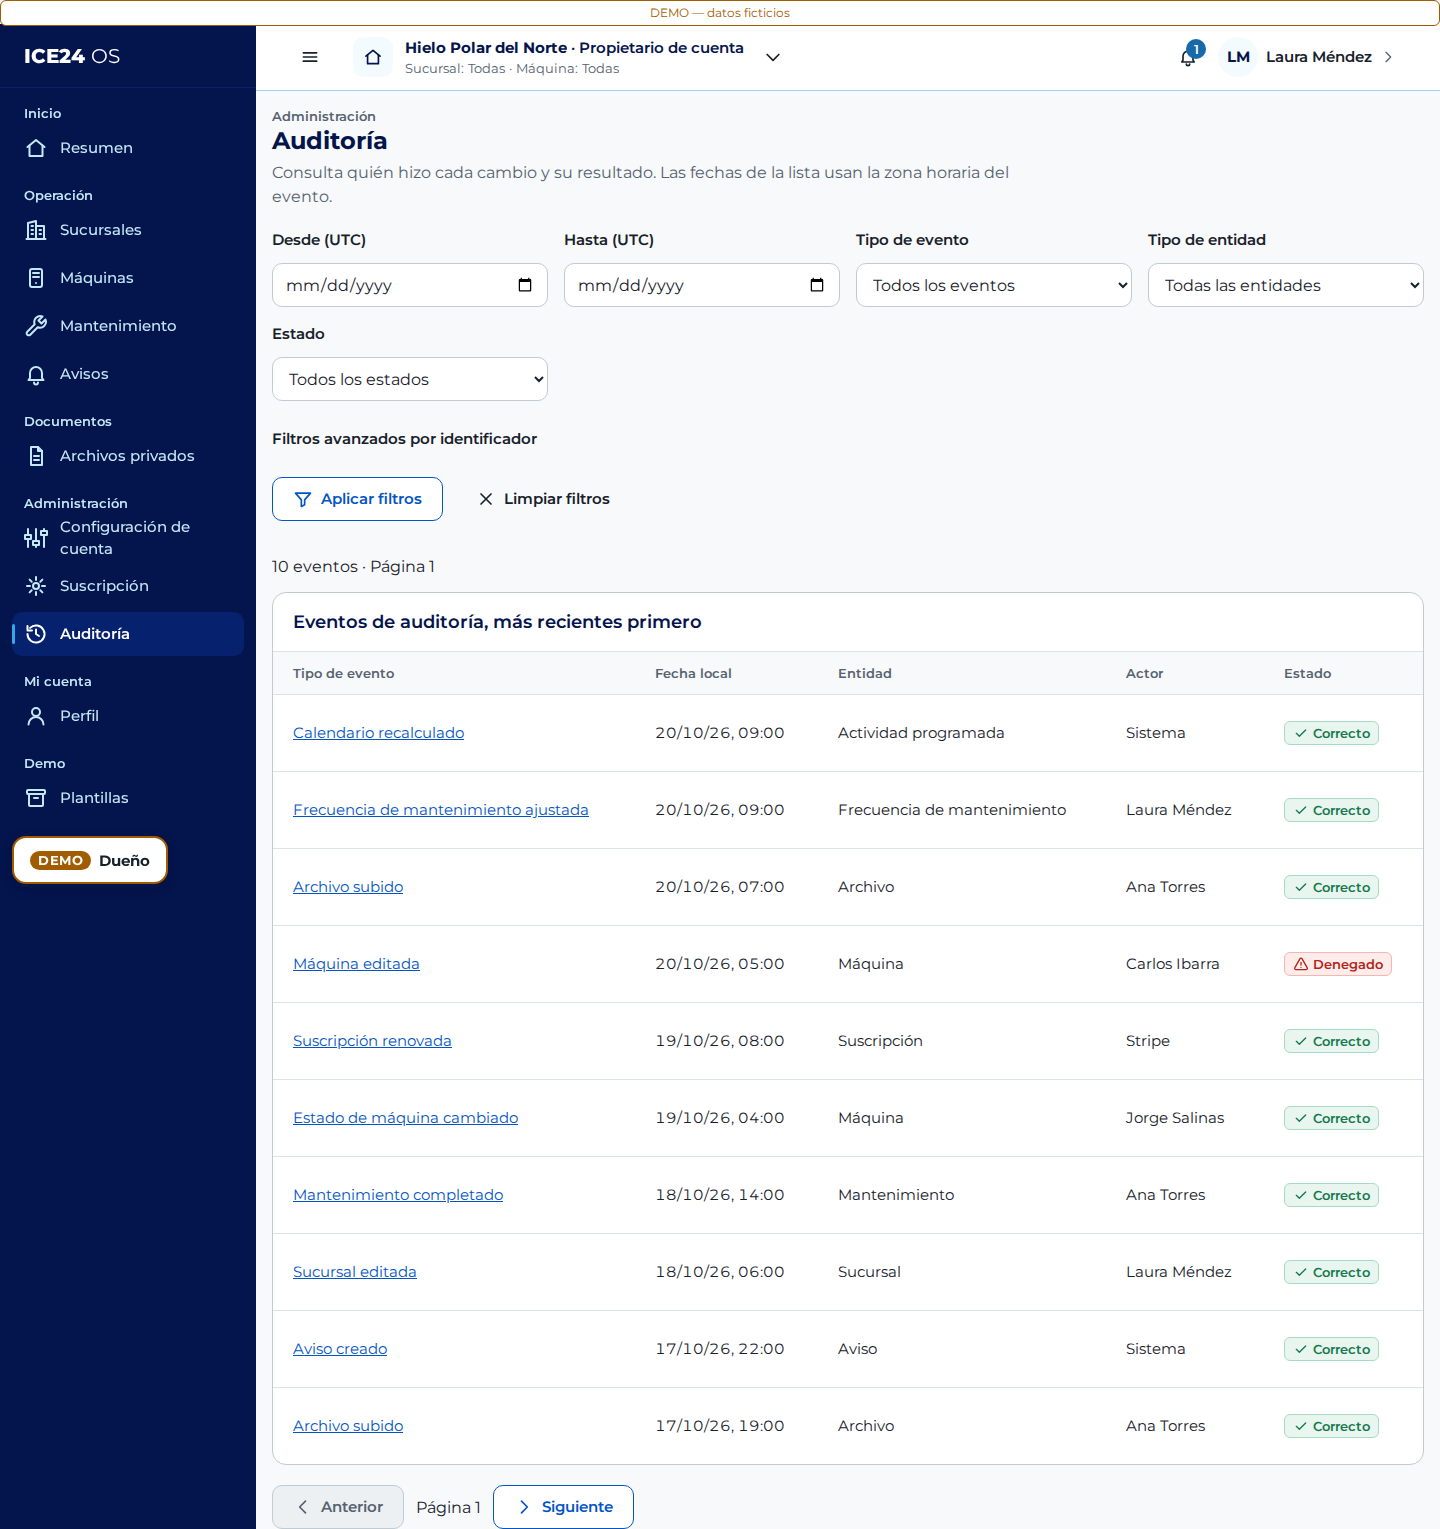 DEMO — datos ficticios
ICE24 OS
Inicio
Resumen
Operación
Sucursales
Máquinas
Mantenimiento
Avisos
Documentos
Archivos privados
Administración
Configuración de
cuenta
Suscripción
Auditoría
Mi cuenta
Perfil
Demo
Plantillas
DEMO Dueño
Hielo Polar del Norte · Propietario de cuenta
Sucursal: Todas · Máquina: Todas
1
LM Laura Méndez
Administración
Auditoría
Consulta quién hizo cada cambio y su resultado. Las fechas de la lista usan la zona horaria del
evento.
Desde (UTC) Hasta (UTC) Tipo de evento Tipo de entidad
mm/dd/yyyy mm/dd/yyyy Todos los eventos Todas las entidades
Estado
Todos los estados
Filtros avanzados por identificador
Aplicar filtros Limpiar filtros
10 eventos · Página 1
Eventos de auditoría, más recientes primero
Tipo de evento Fecha local Entidad Actor Estado
Calendario recalculado 20/10/26, 09:00 Actividad programada Sistema Correcto
Frecuencia de mantenimiento ajustada 20/10/26, 09:00 Frecuencia de mantenimiento Laura Méndez Correcto
Archivo subido 20/10/26, 07:00 Archivo Ana Torres Correcto
Máquina editada 20/10/26, 05:00 Máquina Carlos Ibarra Denegado
Suscripción renovada 19/10/26, 08:00 Suscripción Stripe Correcto
Estado de máquina cambiado 19/10/26, 04:00 Máquina Jorge Salinas Correcto
Mantenimiento completado 18/10/26, 14:00 Mantenimiento Ana Torres Correcto
Sucursal editada 18/10/26, 06:00 Sucursal Laura Méndez Correcto
Aviso creado 17/10/26, 22:00 Aviso Sistema Correcto
Archivo subido 17/10/26, 19:00 Archivo Ana Torres Correcto
Anterior Página 1 Siguiente